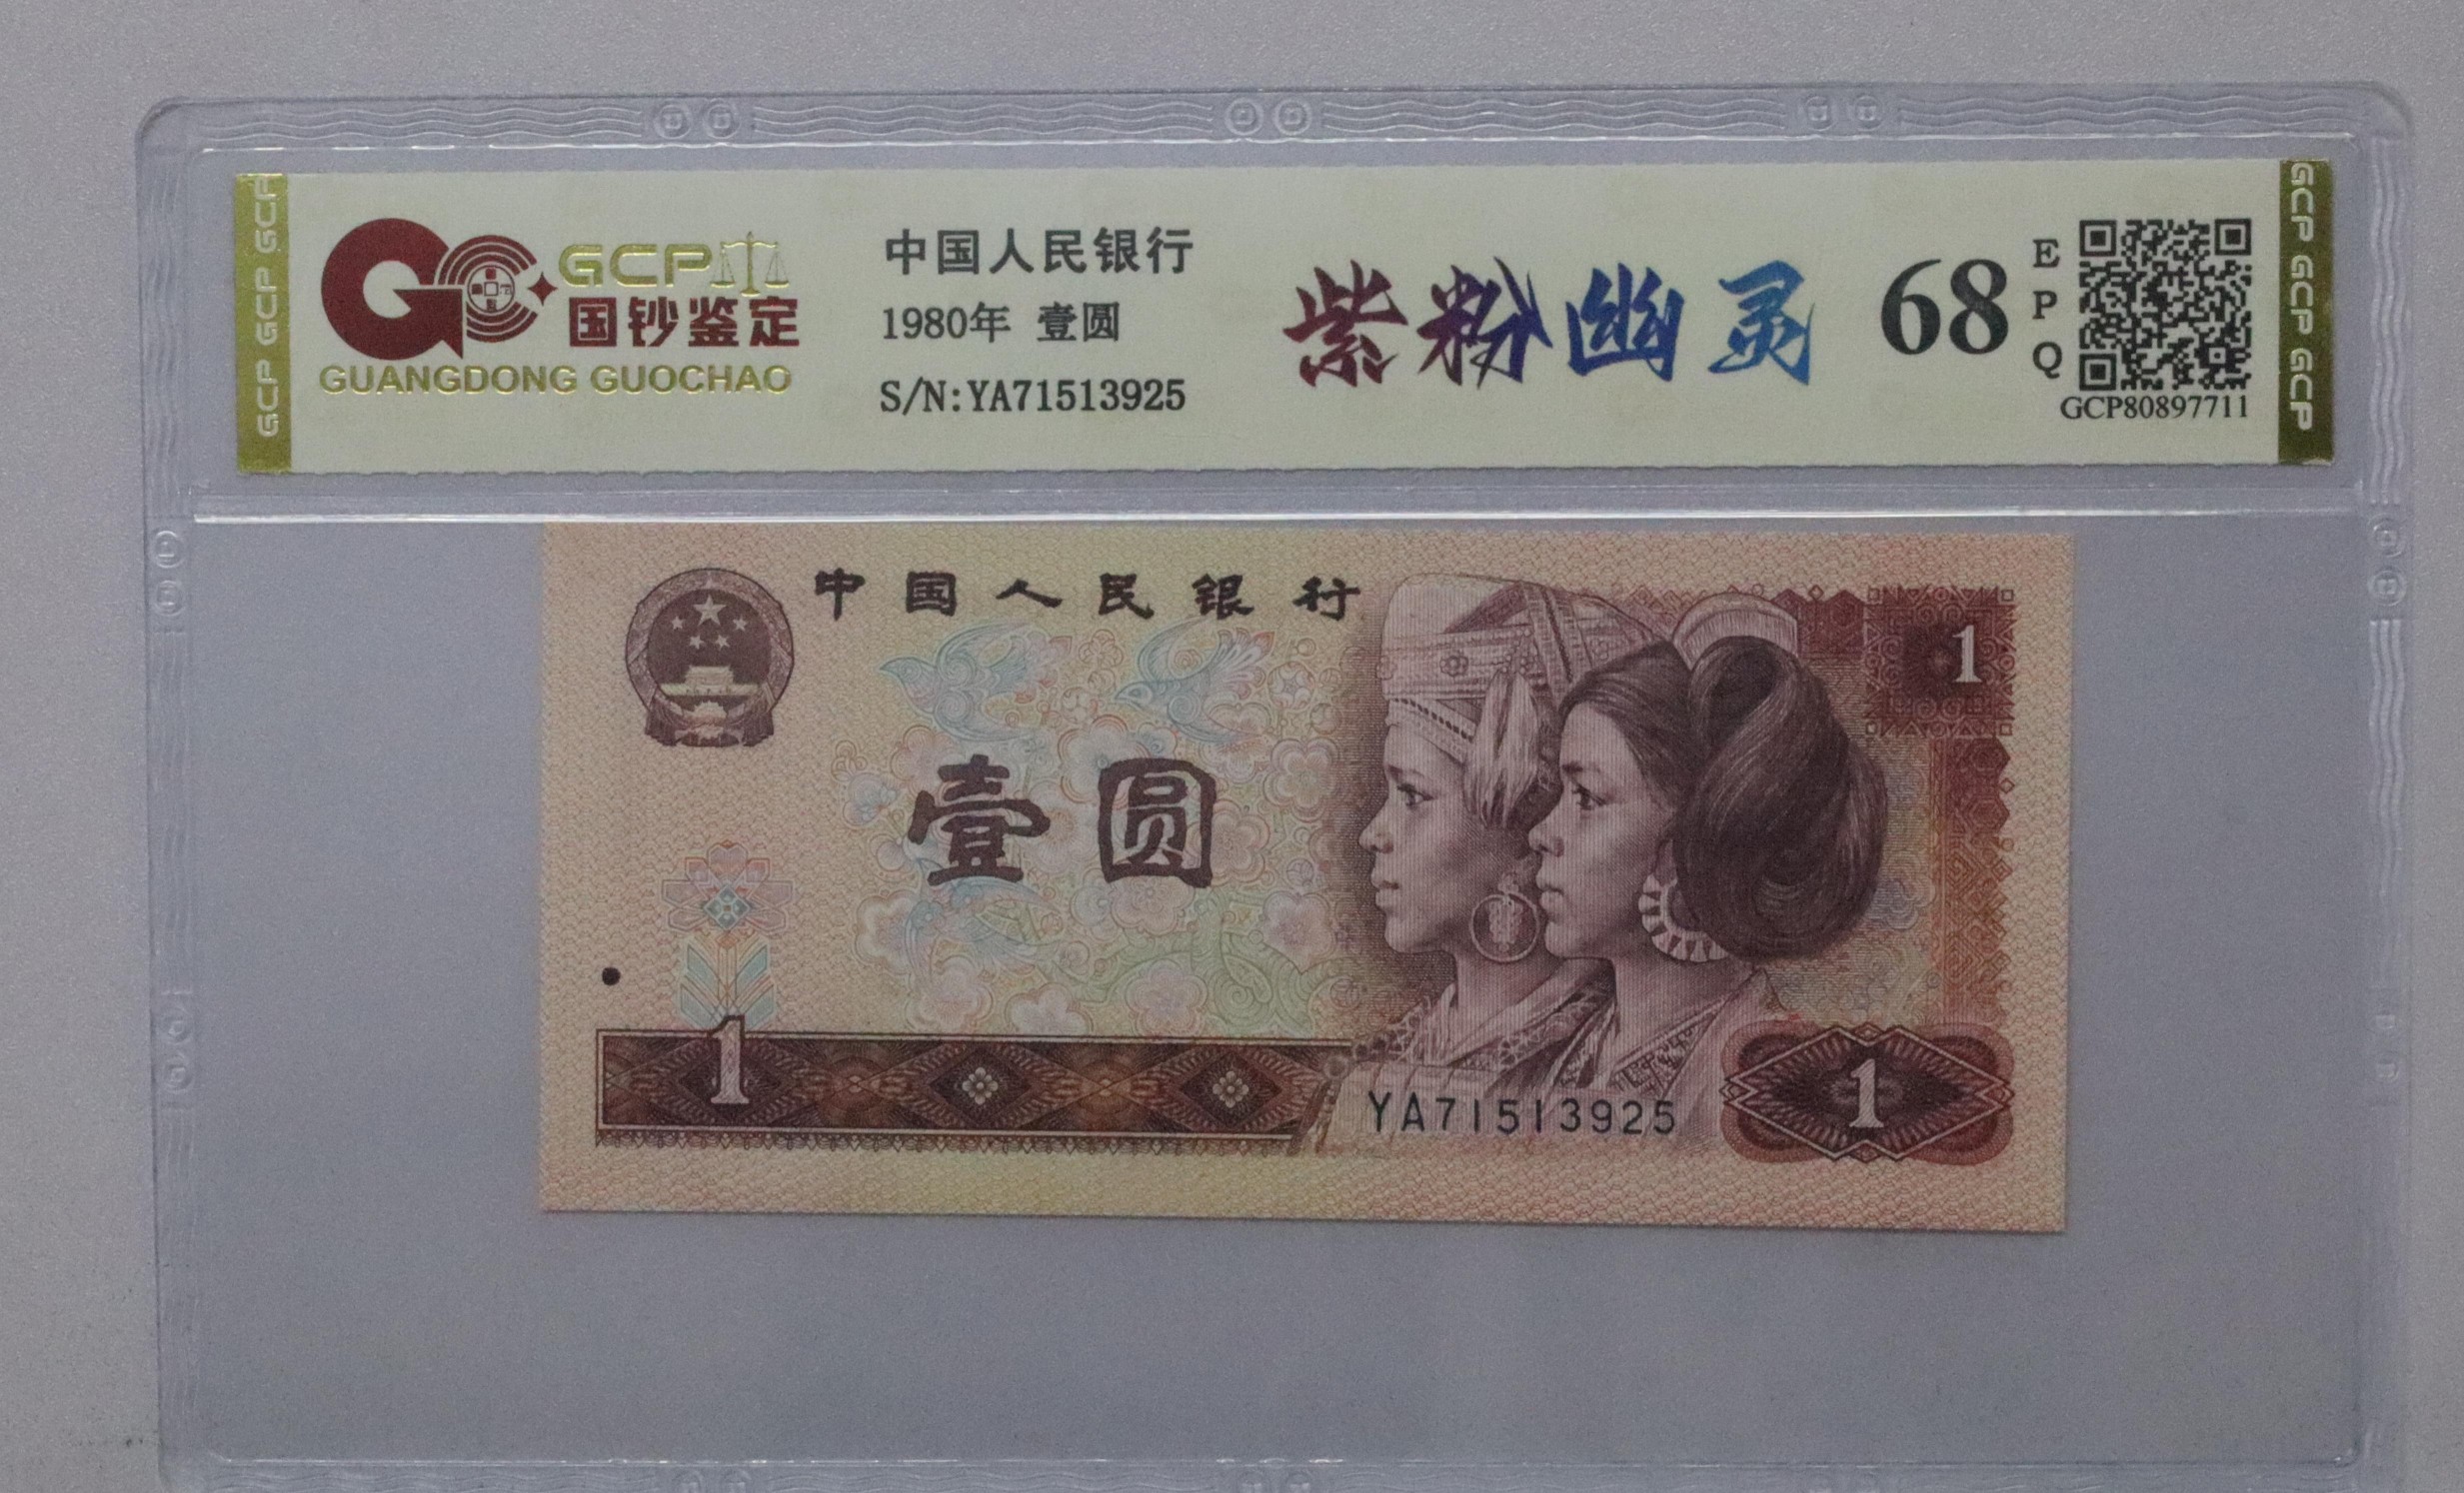 GCP GCP GCP
GCP
国钞鉴定
GUANGDONG GUOCHAO
中国人民银行
1980年 壹圆
S/N:YA71513925
紫粉幽灵
68
EPQ
GCP80897711
GCP GCP GCP
中国人民银行
1
壹圆
1
YA71513925
1